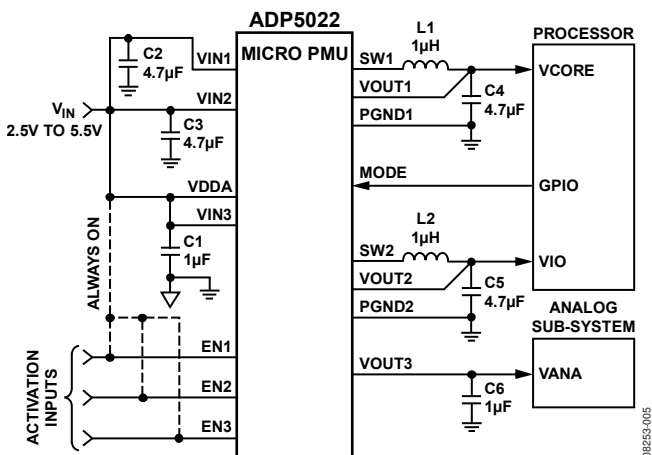 ADP5022
MICRO PMU
VIN1
C2
4.7µF
VIN2
VIN
2.5V TO 5.5V
C3
4.7µF
VDDA
VIN3
C1
1µF
ALWAYS ON
EN1
EN2
EN3
ACTIVATION
INPUTS
L1
1µH
SW1
VOUT1
PGND1
C4
4.7µF
PROCESSOR
VCORE
MODE
GPIO
L2
1µH
SW2
VOUT2
PGND2
C5
4.7µF
VIO
ANALOG
SUB-SYSTEM
VOUT3
C6
1µF
VANA
08253-005